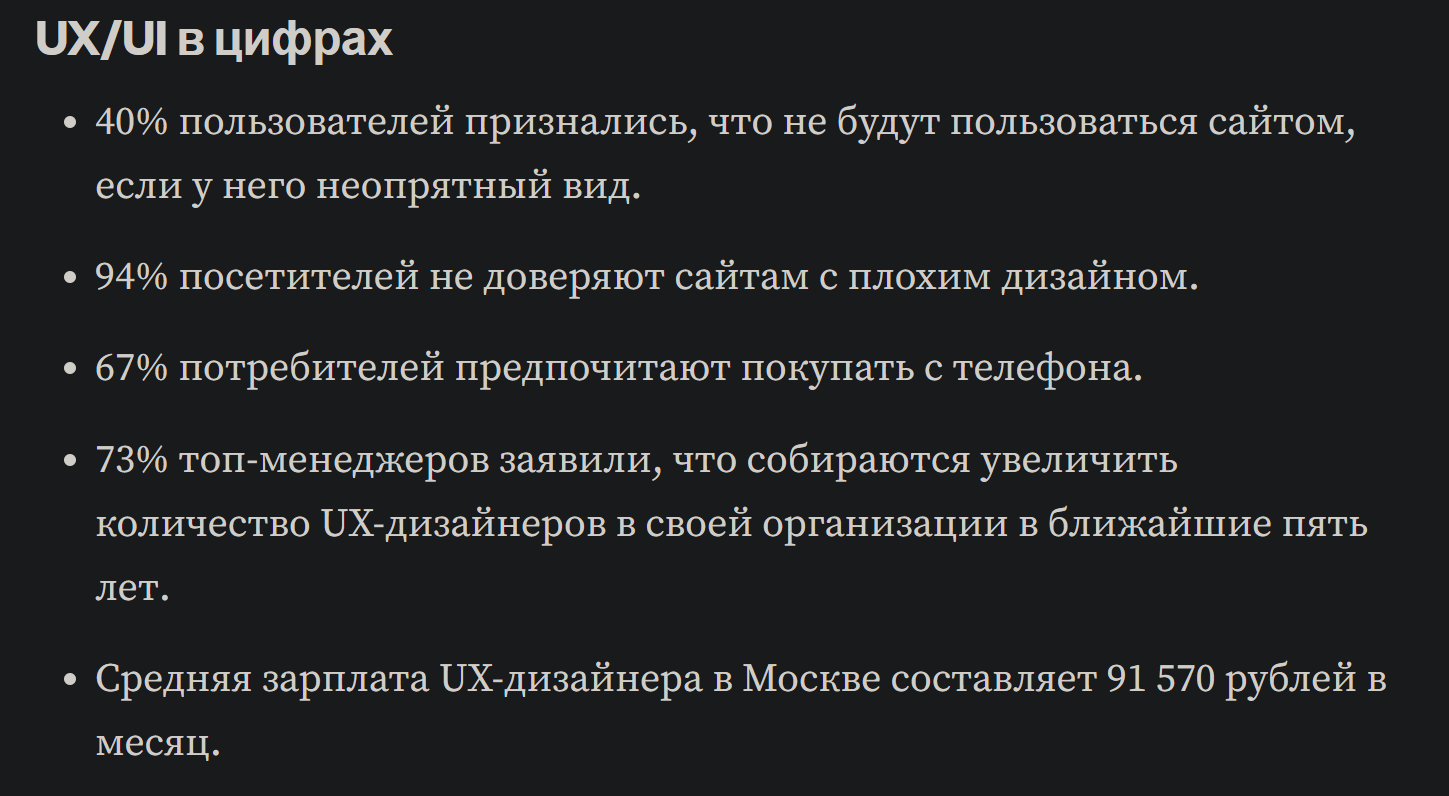 UX/UI в цифрах
• 40% пользователей признались, что не будут пользоваться сайтом,
если у него неопрятный вид.
• 94% посетителей не доверяют сайтам с плохим дизайном.
• 67% потребителей предпочитают покупать с телефона.
• 73% топ-менеджеров заявили, что собираются увеличить
количество UX-дизайнеров в своей организации в ближайшие пять
лет.
• Средняя зарплата UX-дизайнера в Москве составляет 91 570 рублей в
месяц.